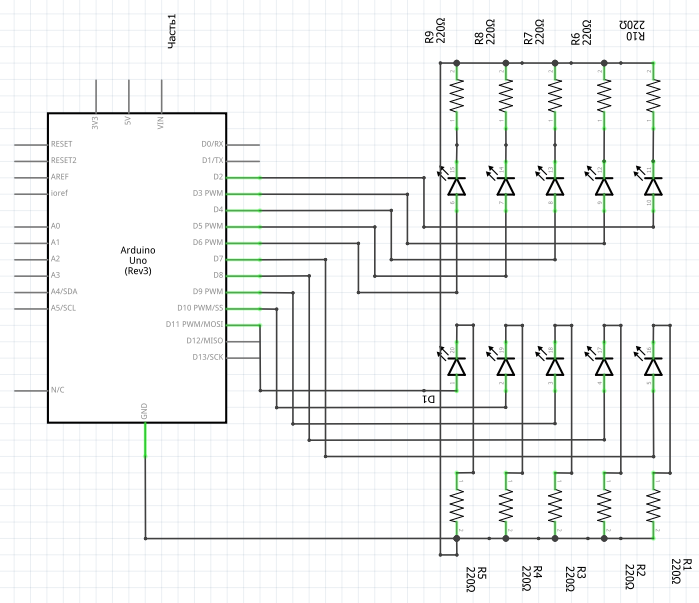 Часть1
R9
220Ω
R8
220Ω
R7
220Ω
R6
220Ω
R10
220Ω
3V3
5V
VIN
RESET
RESET2
AREF
ioref
A0
A1
A2
A3
A4/SDA
A5/SCL
N/C
Arduino
Uno
(Rev3)
D0/RX
D1/TX
D2
D3 PWM
D4
D5 PWM
D6 PWM
D7
D8
D9 PWM
D10 PWM/SS
D11 PWM/MOSI
D12/MISO
D13/SCK
GND
D1
R5
220Ω
R4
220Ω
R3
220Ω
R2
220Ω
R1
220Ω